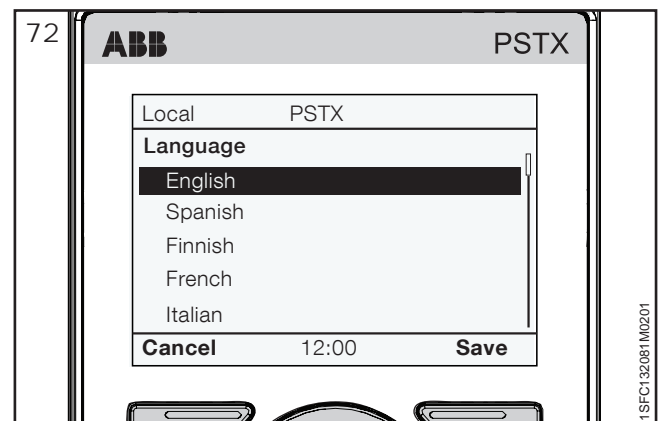 72
ABB PSTX
Local PSTX
Language
English
Spanish
Finnish
French
Italian
Cancel 12:00 Save
1SFC132081M0201